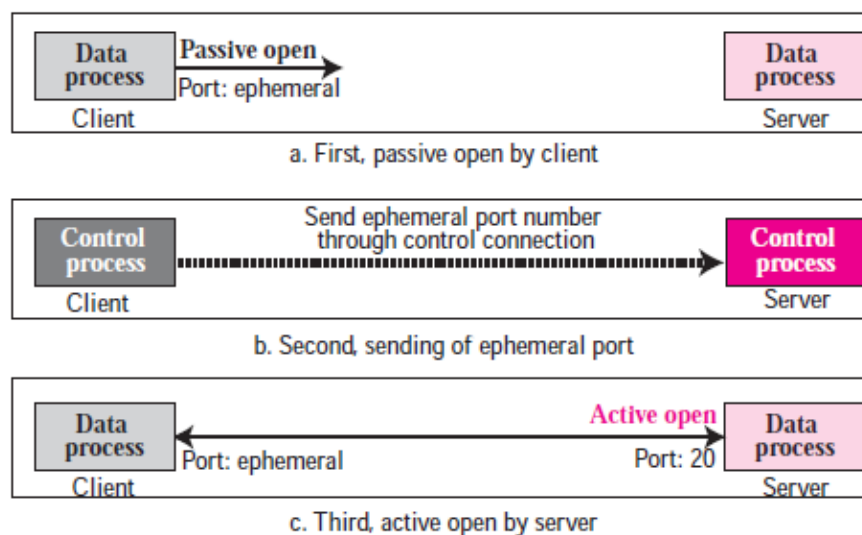 Data
process
Passive open
Port: ephemeral
Client
Data
process
Server
a. First, passive open by client
Control
process
Client
Send ephemeral port number
through control connection
Control
process
Server
b. Second, sending of ephemeral port
Data
process
Client
Port: ephemeral
Active open
Port: 20
Data
process
Server
c. Third, active open by server